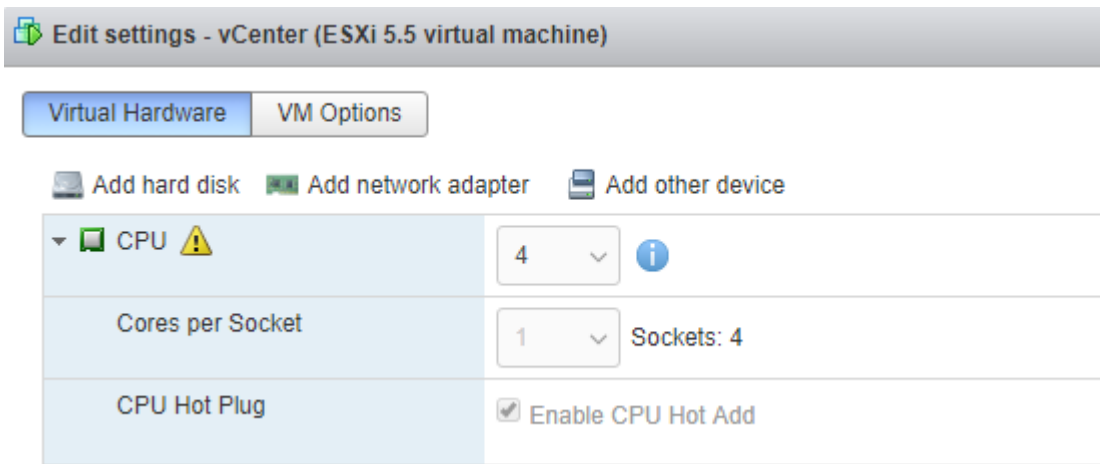 Edit settings - vCenter (ESXi 5.5 virtual machine)
Virtual Hardware VM Options
Add hard disk Add network adapter Add other device
CPU 4
Cores per Socket 1 Sockets: 4
CPU Hot Plug Enable CPU Hot Add